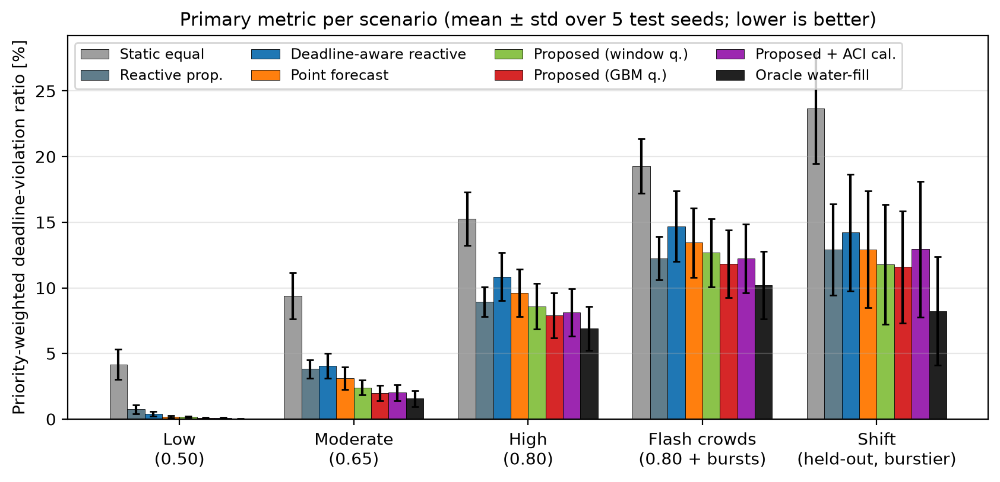 Primary metric per scenario (mean ± std over 5 test seeds; lower is better)
Priority-weighted deadline-violation ratio [%]
Static equal
Reactive prop.
Deadline-aware reactive
Point forecast
Proposed (window q.)
Proposed (GBM q.)
Proposed + ACI cal.
Oracle water-fill
25
20
15
10
5
0
Low
(0.50)
Moderate
(0.65)
High
(0.80)
Flash crowds
(0.80 + bursts)
Shift
(held-out, burstier)